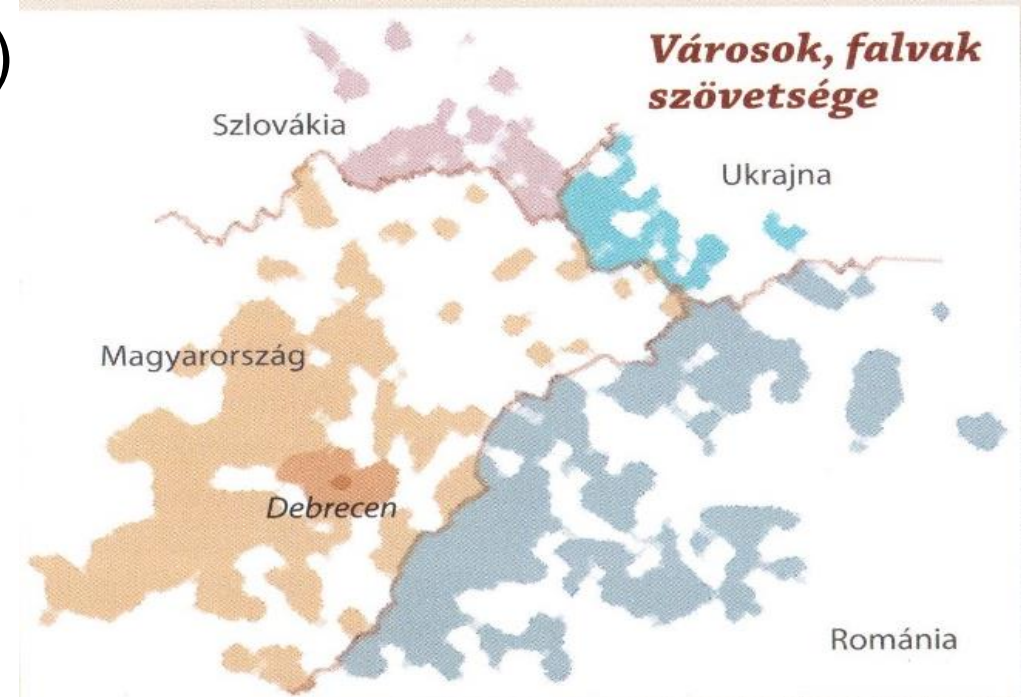 )
Városok, falvak
szövetsége
Szlovákia
Ukrajna
Magyarország
Debrecen
Románia